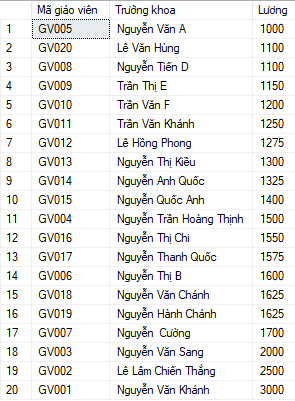 Mã giáo viên Trưởng khoa Lương
1 GV005 Nguyễn Văn A 1000
2 GV020 Lê Văn Hùng 1100
3 GV008 Nguyễn Tiến D 1100
4 GV009 Trần Thị E 1150
5 GV010 Trần Văn F 1200
6 GV011 Trần Văn Khánh 1250
7 GV012 Lê Hồng Phong 1275
8 GV013 Nguyễn Thị Kiều 1300
9 GV014 Nguyễn Anh Quốc 1325
10 GV015 Nguyễn Quốc Anh 1400
11 GV004 Nguyễn Trần Hoàng Thịnh 1500
12 GV016 Nguyễn Thị Chi 1550
13 GV017 Nguyễn Thanh Quốc 1575
14 GV006 Nguyễn Thị B 1600
15 GV018 Nguyễn Văn Chánh 1625
16 GV019 Nguyễn Hành Chánh 1625
17 GV007 Nguyễn Cường 1700
18 GV003 Nguyễn Văn Sang 2000
19 GV002 Lê Lâm Chiến Thắng 2500
20 GV001 Nguyễn Văn Khánh 3000